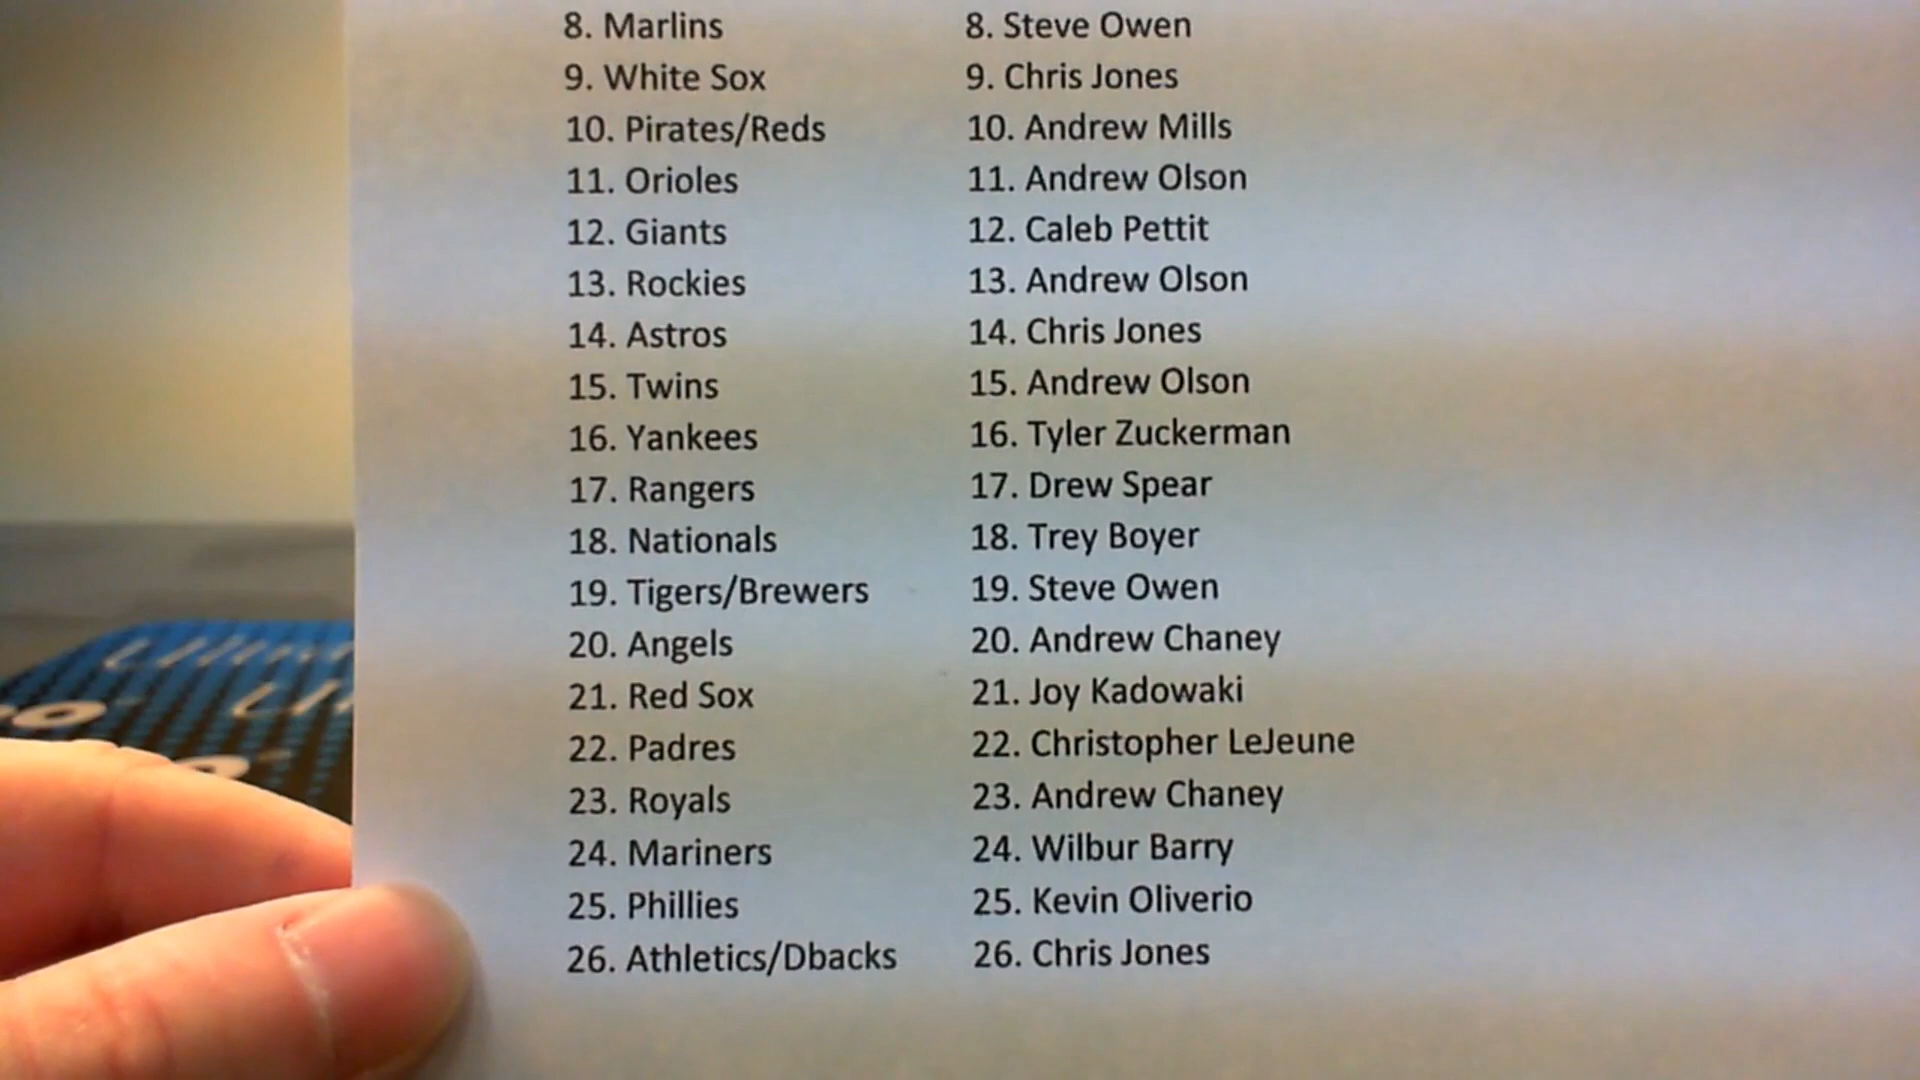 8. Marlins 8. Steve Owen
9. White Sox 9. Chris Jones
10. Pirates/Reds 10. Andrew Mills
11. Orioles 11. Andrew Olson
12. Giants 12. Caleb Pettit
13. Rockies 13. Andrew Olson
14. Astros 14. Chris Jones
15. Twins 15. Andrew Olson
16. Yankees 16. Tyler Zuckerman
17. Rangers 17. Drew Spear
18. Nationals 18. Trey Boyer
19. Tigers/Brewers 19. Steve Owen
20. Angels 20. Andrew Chaney
21. Red Sox 21. Joy Kadowaki
22. Padres 22. Christopher LeJeune
23. Royals 23. Andrew Chaney
24. Mariners 24. Wilbur Barry
25. Phillies 25. Kevin Oliverio
26. Athletics/Dbacks 26. Chris Jones